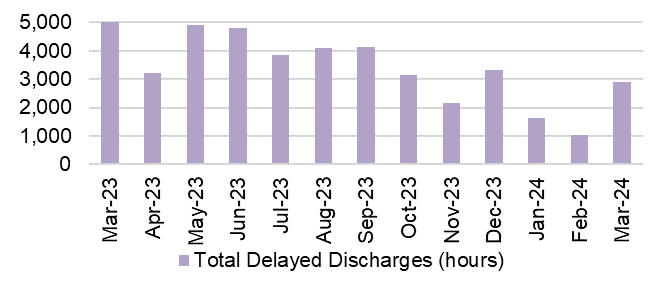 5,000
4,000
3,000
2,000
1,000
0
Mar-23
Apr-23
May-23
Jun-23
Jul-23
Aug-23
Sep-23
Oct-23
Nov-23
Dec-23
Jan-24
Feb-24
Mar-24
Total Delayed Discharges (hours)